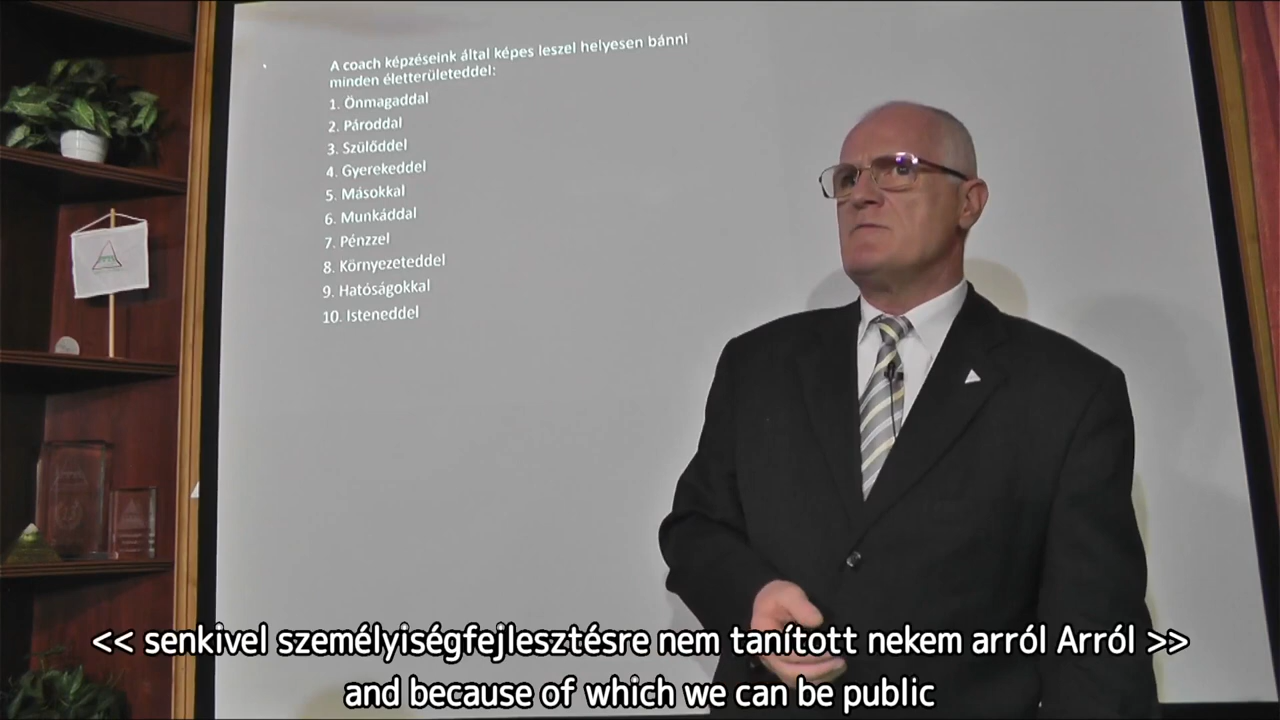 A coach képzéseink által képes leszel helyesen bánni
minden életterületeddel:
1. Önmagaddal
2. Pároddal
3. Szülőddel
4. Gyerekeddel
5. Másokkal
6. Munkáddal
7. Pénzzel
8. Környezeteddel
9. Hatóságokkal
10. Isteneddel
<< senkivel személyiségfejlesztésre nem tanított nekem arról Arról >>
and because of which we can be public